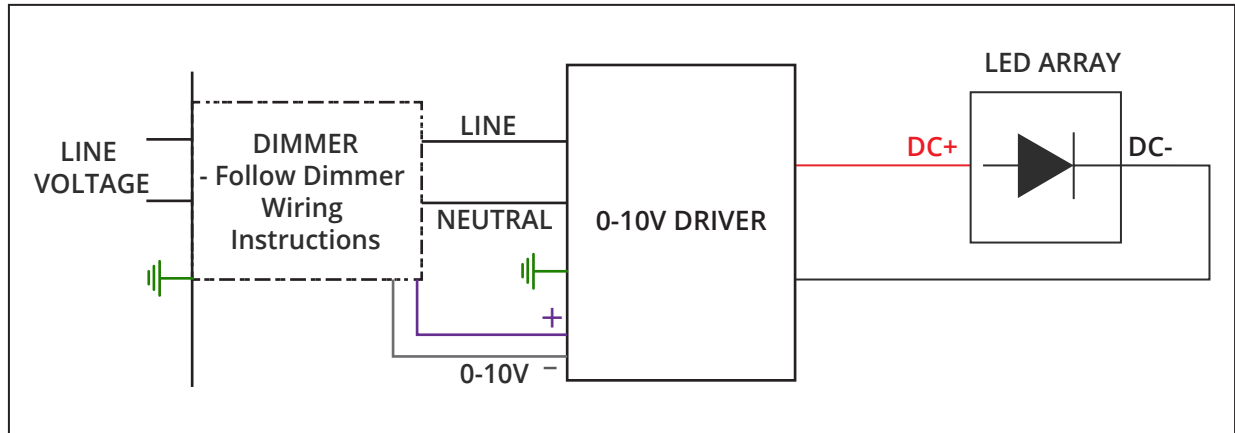 LINE
VOLTAGE
DIMMER
- Follow Dimmer
Wiring
Instructions
LINE
NEUTRAL
+
0-10V −
0-10V DRIVER
LED ARRAY
DC+
DC-